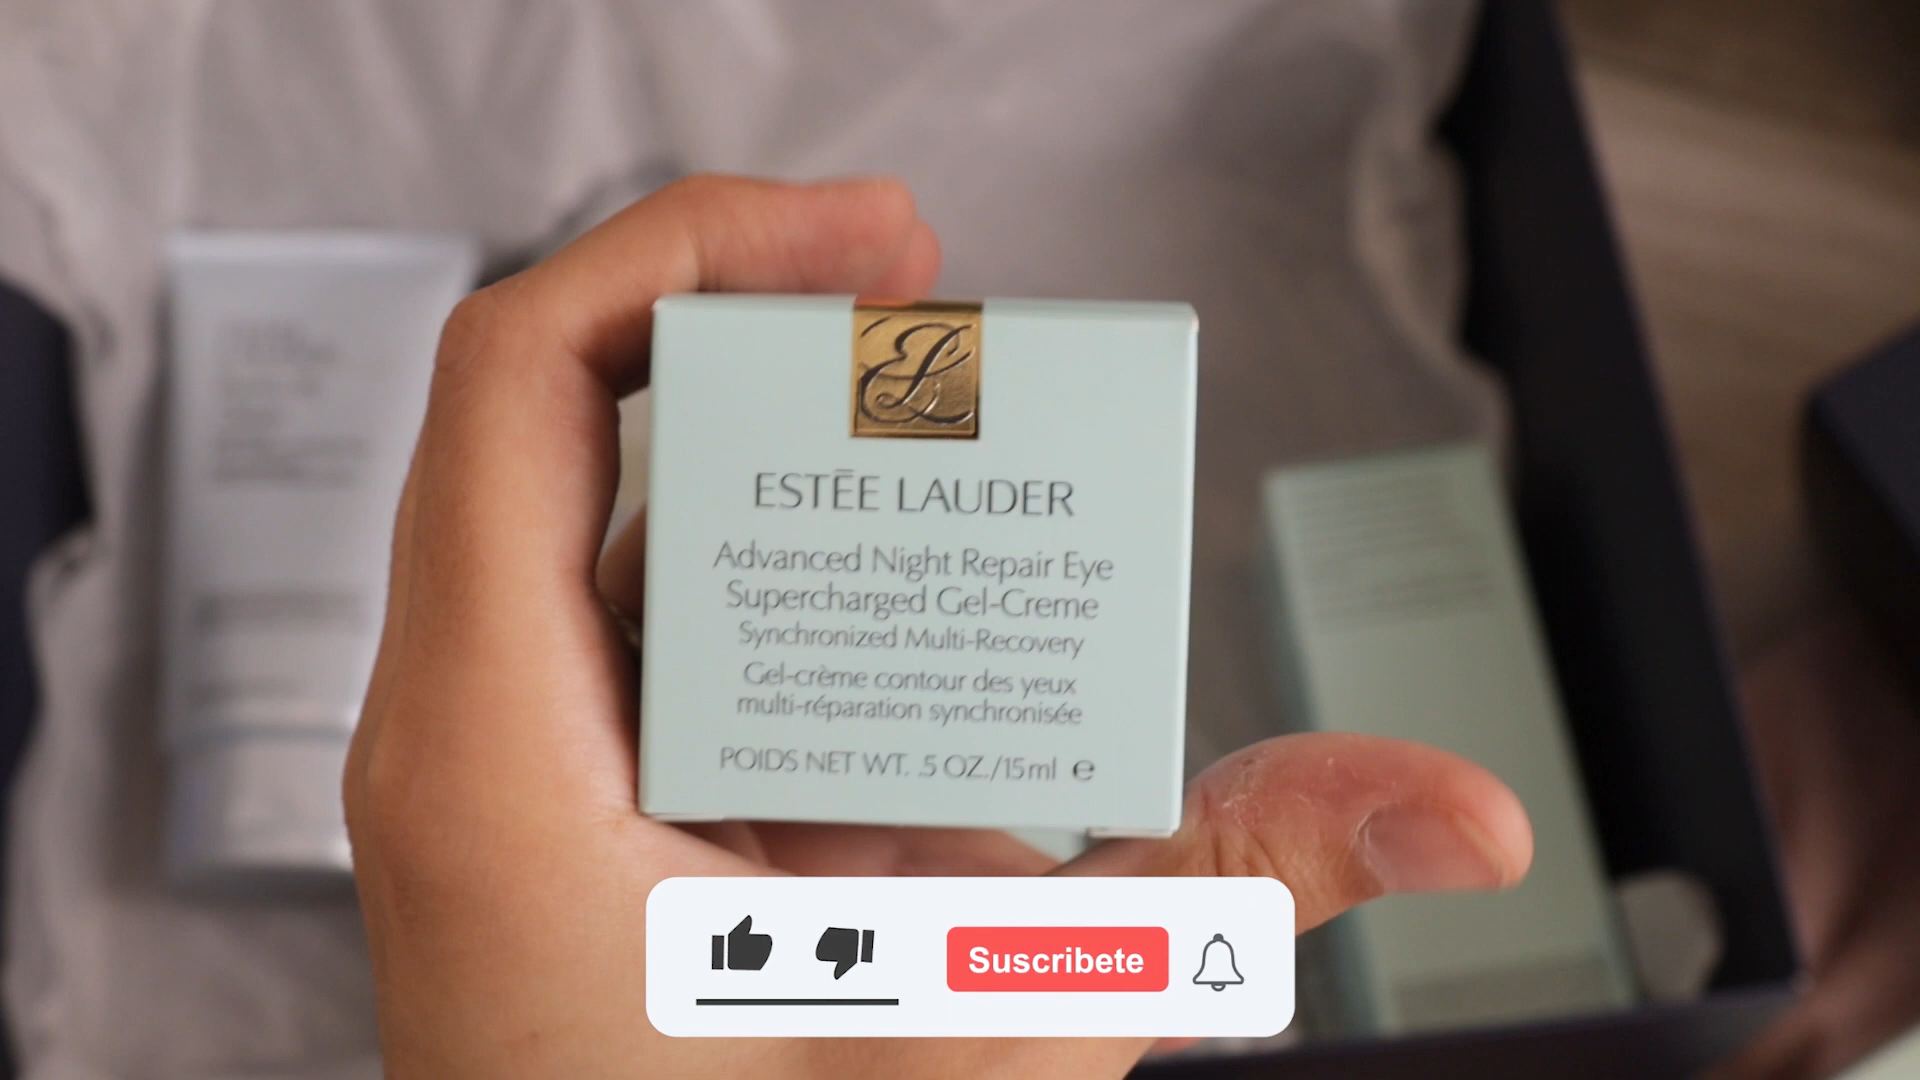 ESTĒE LAUDER
Advanced Night Repair Eye
Supercharged Gel-Creme
Synchronized Multi-Recovery
Gel-crème contour des yeux
multi-réparation synchronisée
POIDS NET WT. .5 OZ./15ml e
Suscribete